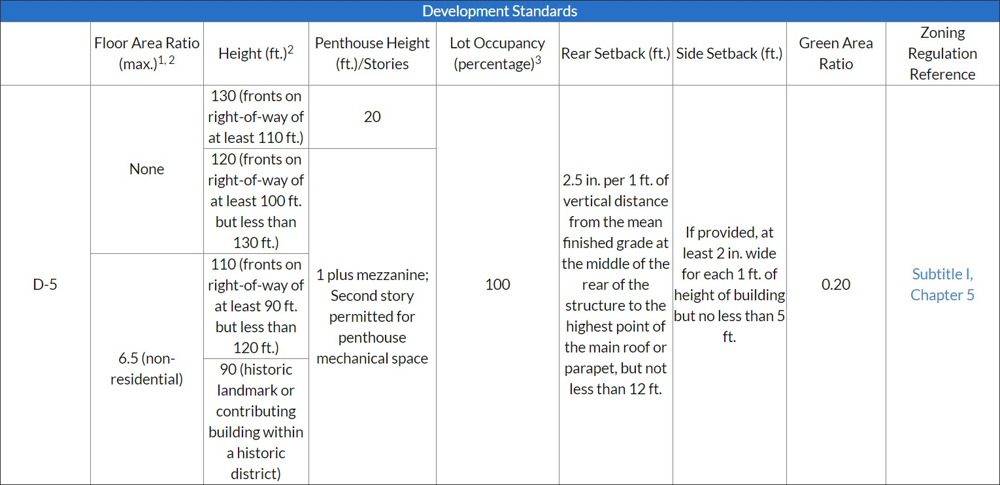 Development Standards
Floor Area Ratio
(max.)1, 2
Height (ft.)2
Penthouse Height
(ft.)/Stories
Lot Occupancy
(percentage)3
Rear Setback (ft.)
Side Setback (ft.)
Green Area
Ratio
Zoning
Regulation
Reference
D-5
None
130 (fronts on
right-of-way of
at least 110 ft.)
20
120 (fronts on
right-of-way of
at least 100 ft.
but less than
130 ft.)
6.5 (non-
residential)
110 (fronts on
right-of-way of
at least 90 ft.
but less than
120 ft.)
90 (historic
landmark or
contributing
building within
a historic
district)
1 plus mezzanine;
Second story
permitted for
penthouse
mechanical space
100
2.5 in. per 1 ft. of
vertical distance
from the mean
finished grade at
the middle of the
rear of the
structure to the
highest point of
the main roof or
parapet, but not
less than 12 ft.
If provided, at
least 2 in. wide
for each 1 ft. of
height of building
but no less than 5
ft.
0.20
Subtitle I,
Chapter 5